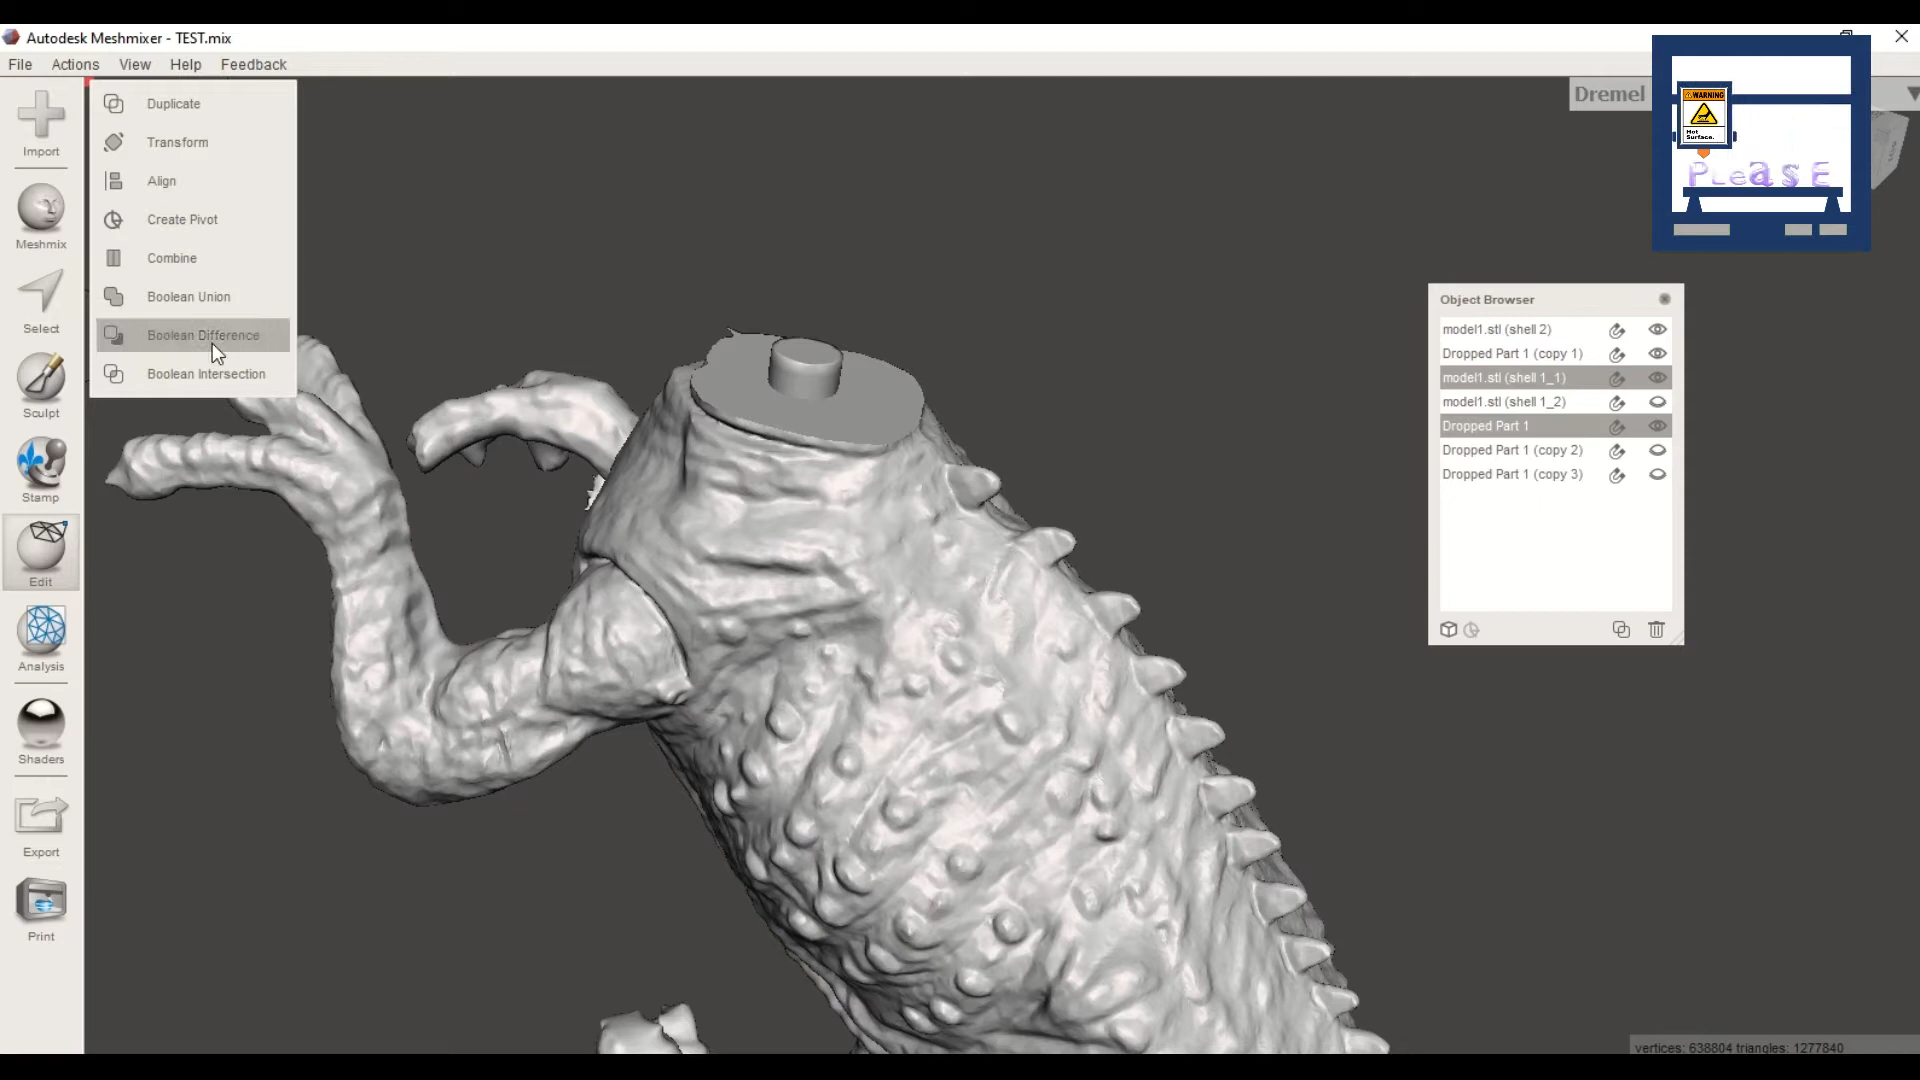 Autodesk Meshmixer - TEST.mix
File Actions View Help Feedback
Import
Meshmix
Select
Sculpt
Stamp
Edit
Analysis
Shaders
Export
Print
Duplicate
Transform
Align
Create Pivot
Combine
Boolean Union
Boolean Difference
Boolean Intersection
Dremel
WARNING
Hot
Surface.
PLeaSE
Object Browser
model1.stl (shell 2)
Dropped Part 1 (copy 1)
model1.stl (shell 1_1)
model1.stl (shell 1_2)
Dropped Part 1
Dropped Part 1 (copy 2)
Dropped Part 1 (copy 3)
vertices: 638804 triangles: 1277840